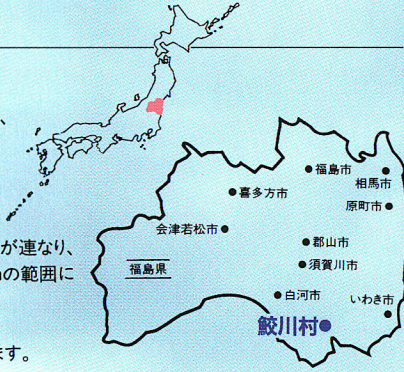 、
福島市
相馬市
喜多方市
原町市
会津若松市
が連なり、
郡山市
の範囲に
福島県
須賀川市
白河市
いわき市
鮫川村
ます。